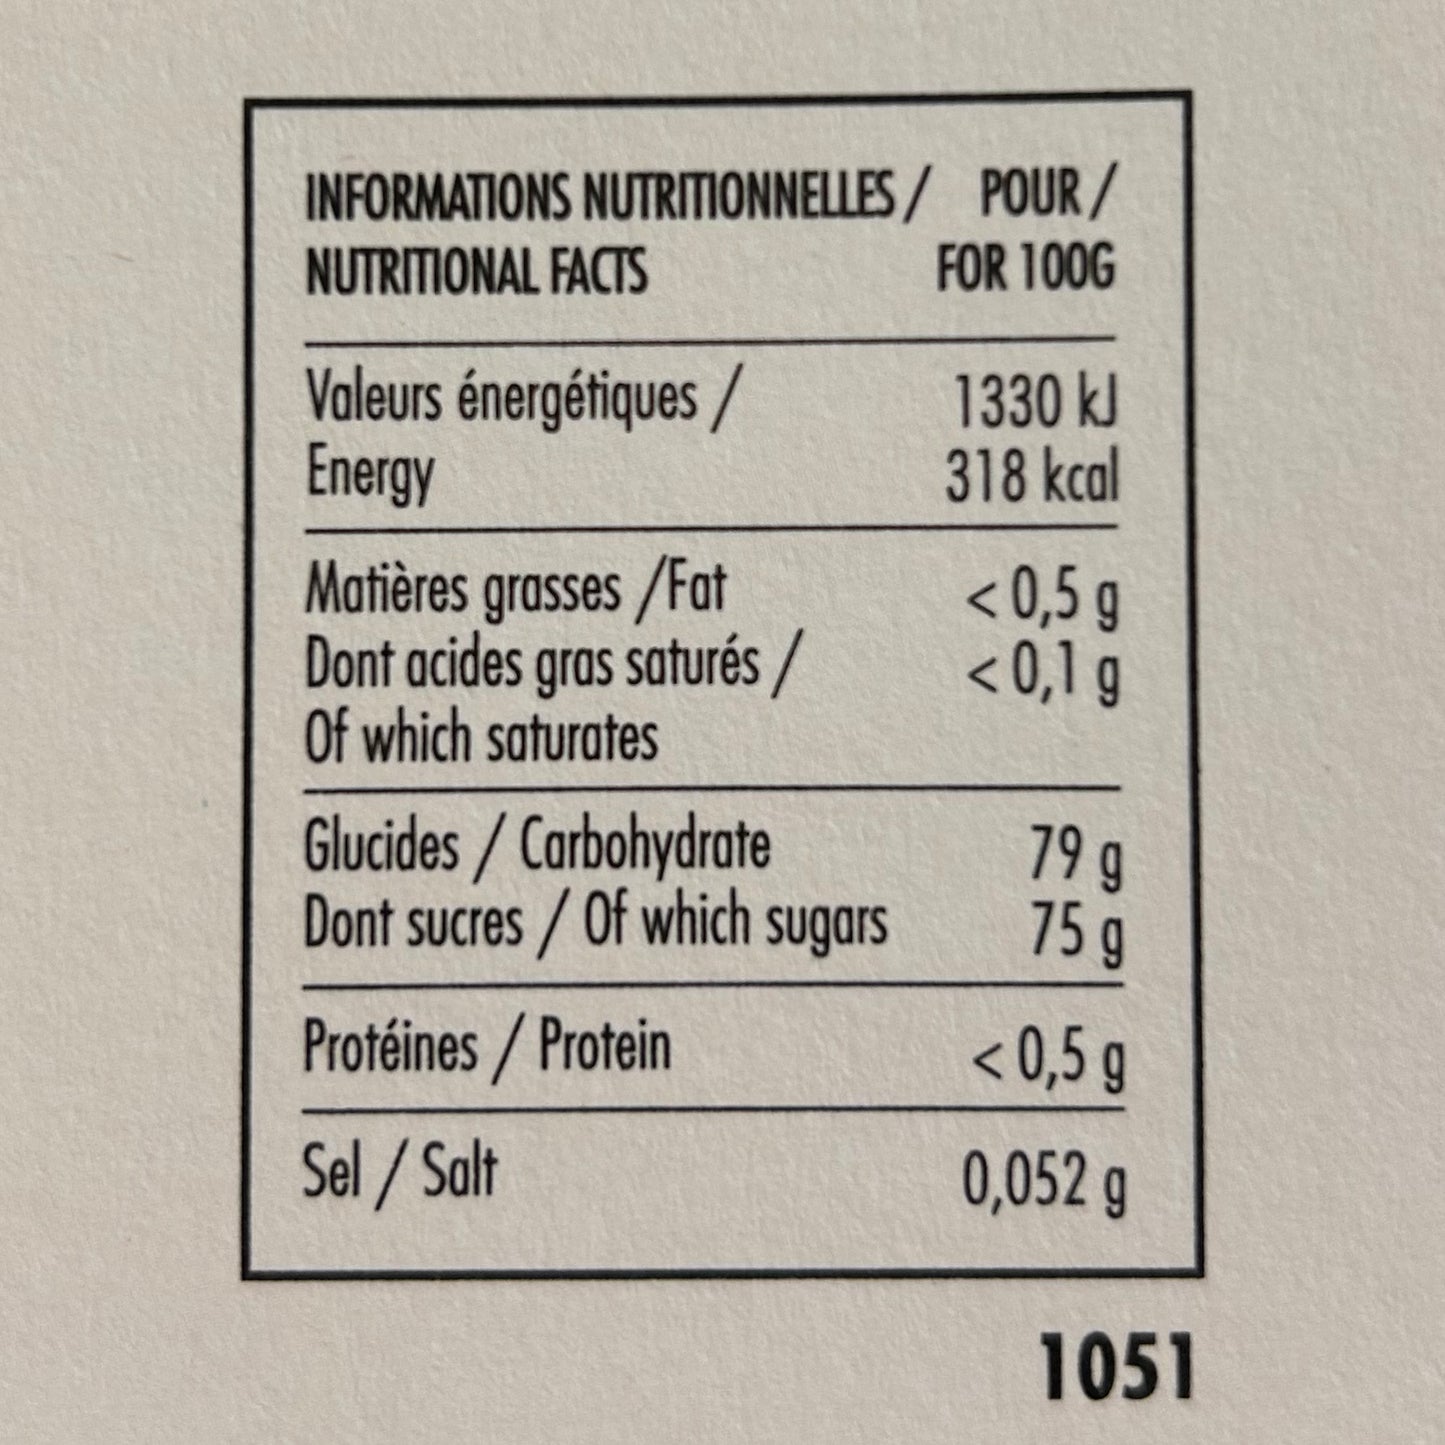 INFORMATIONS NUTRITIONNELLES / POUR /
NUTRITIONAL FACTS FOR 100G
Valeurs énergétiques / 1330 kJ
Energy 318 kcal
Matières grasses /Fat < 0,5 g
Dont acides gras saturés / < 0,1 g
Of which saturates
Glucides / Carbohydrate 79 g
Dont sucres / Of which sugars 75 g
Protéines / Protein < 0,5 g
Sel / Salt 0,052 g
1051